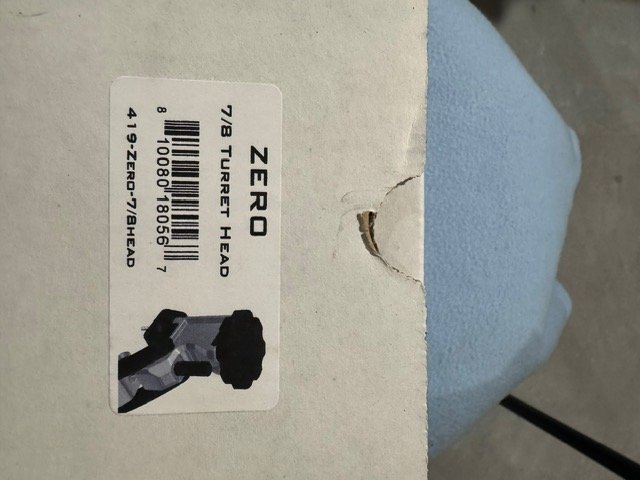 ZERO
7/8 TURRET HEAD
8 10080 18056 7
419-ZERO-7/8HEAD